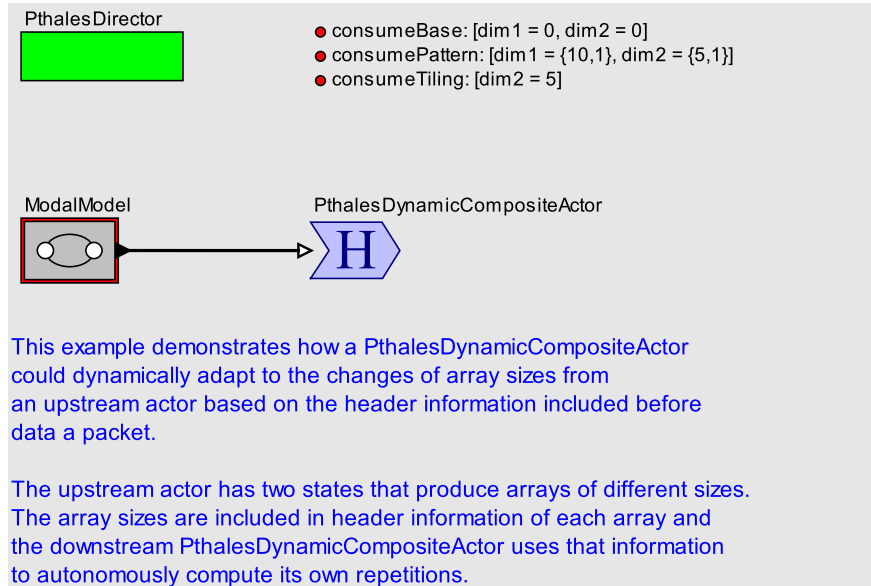 PthalesDirector
consumeBase: [dim1 = 0, dim2 = 0]
consumePattern: [dim1 = {10,1}, dim2 = {5,1}]
consumeTiling: [dim2 = 5]
ModalModel
PthalesDynamicCompositeActor
H
This example demonstrates how a PthalesDynamicCompositeActor
could dynamically adapt to the changes of array sizes from
an upstream actor based on the header information included before
data a packet.
The upstream actor has two states that produce arrays of different sizes.
The array sizes are included in header information of each array and
the downstream PthalesDynamicCompositeActor uses that information
to autonomously compute its own repetitions.